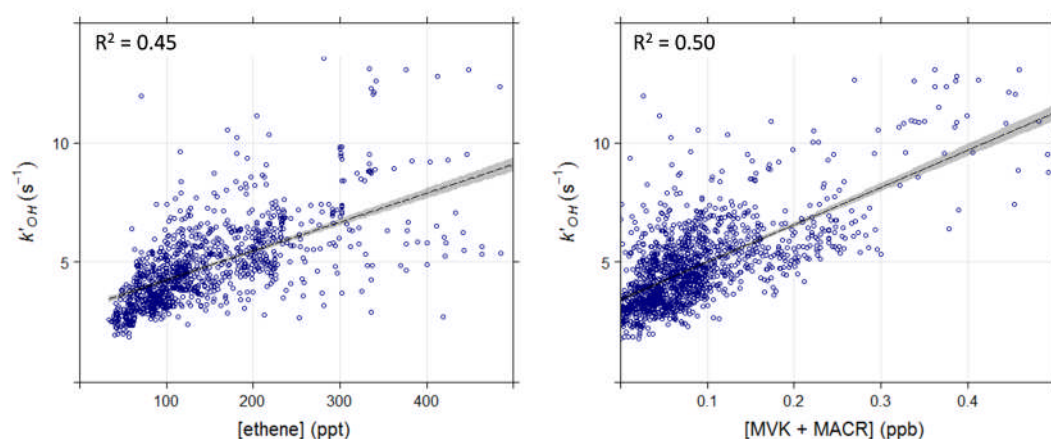 R² = 0.45
10
5
k'OH (s⁻¹)
100 200 300 400
[ethene] (ppt)
R² = 0.50
10
5
k'OH (s⁻¹)
0.1 0.2 0.3 0.4
[MVK + MACR] (ppb)